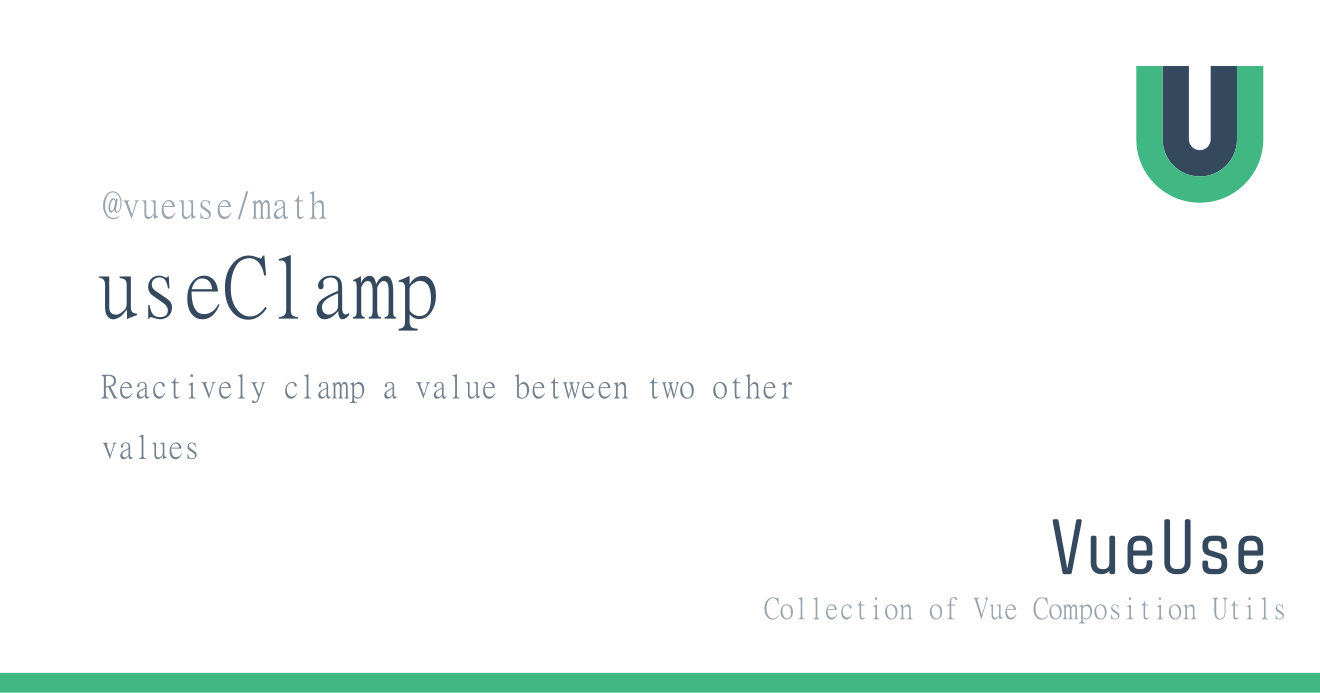 @vueuse/math
useClamp
Reactively clamp a value between two other
values
VueUse
Collection of Vue Composition Utils